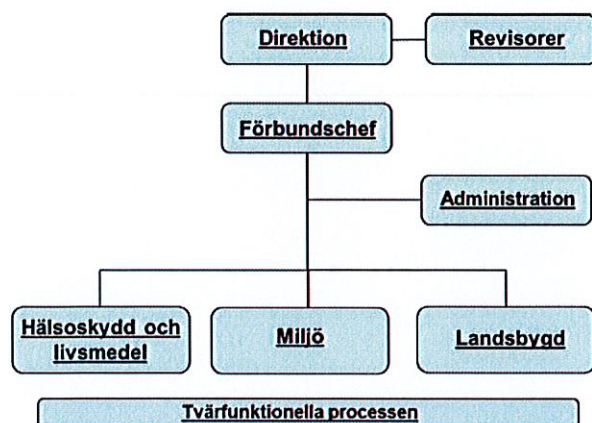 Direktion
Revisorer
Förbundschef
Administration
Hälsoskydd och
livsmedel
Miljö
Landsbygd
Tvärfunktionella processen